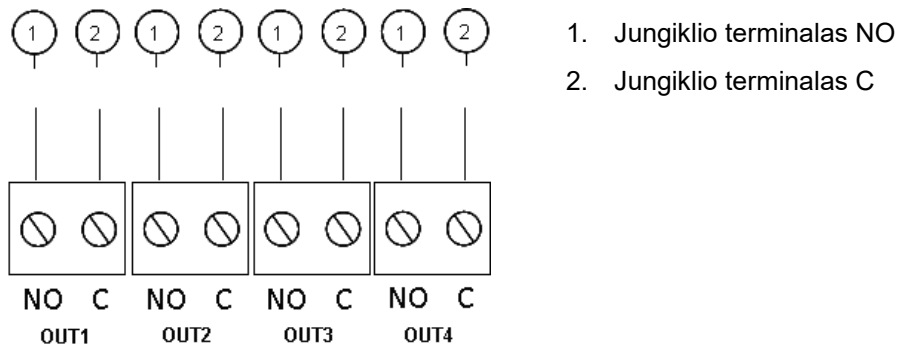 1 2 1 2 1 2 1 2
1. Jungiklio terminalas NO
2. Jungiklio terminalas C
NO C NO C NO C NO C
OUT1 OUT2 OUT3 OUT4